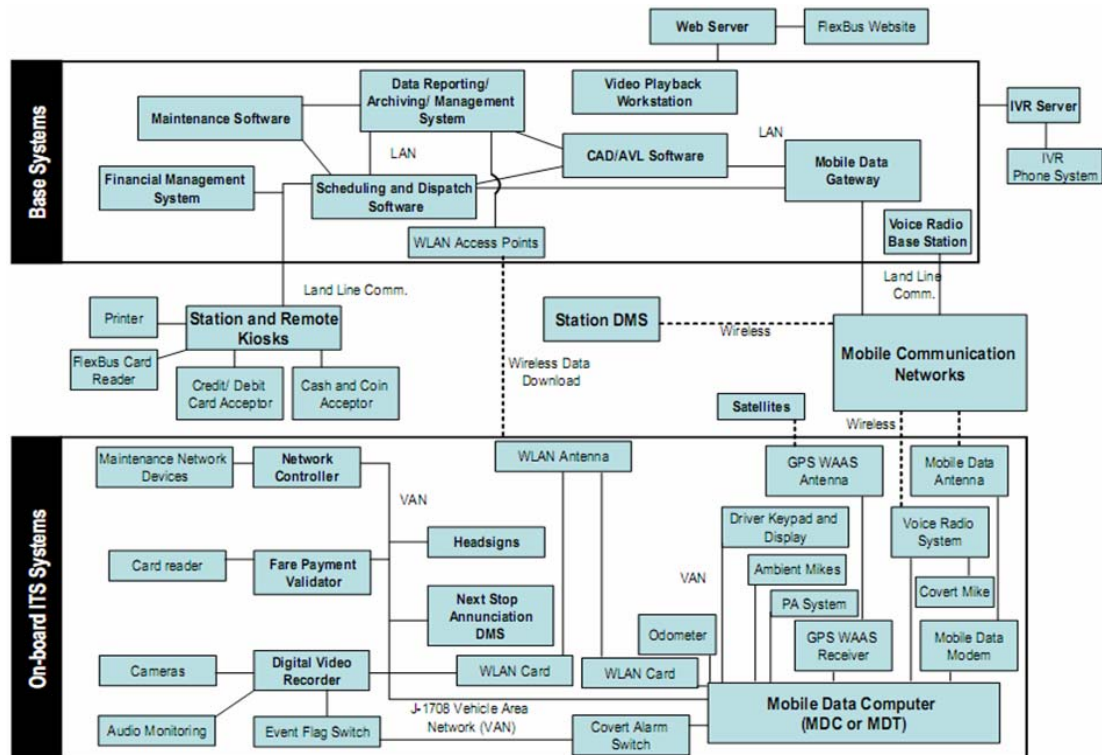 Web Server
FlexBus Website
Base Systems
Data Reporting/
Archiving/ Management
System
Video Playback
Workstation
Maintenance Software
IVR Server
LAN
LAN
CAD/AVL Software
Mobile Data
Gateway
IVR
Phone System
Financial Management
System
Scheduling and Dispatch
Software
WLAN Access Points
Voice Radio
Base Station
Land Line Comm.
Land Line
Comm.
Printer
Station and Remote
Kiosks
Station DMS
Wireless
Mobile Communication
Networks
FlexBus Card
Reader
Credit/ Debit
Card Acceptor
Cash and Coin
Acceptor
Wireless Data
Download
Satellites
Wireless
On-board ITS Systems
Maintenance Network
Devices
Network
Controller
WLAN Antenna
GPS WAAS
Antenna
Mobile Data
Antenna
VAN
Driver Keypad and
Display
Voice Radio
System
Headsigns
Card reader
Fare Payment
Validator
VAN
Ambient Mikes
Covert Mike
PA System
Next Stop
Annunciation
DMS
Odometer
GPS WAAS
Receiver
Mobile Data
Modem
Cameras
Digital Video
Recorder
WLAN Card
WLAN Card
J-1708 Vehicle Area
Network (VAN)
Mobile Data Computer
(MDC or MDT)
Audio Monitoring
Event Flag Switch
Covert Alarm
Switch